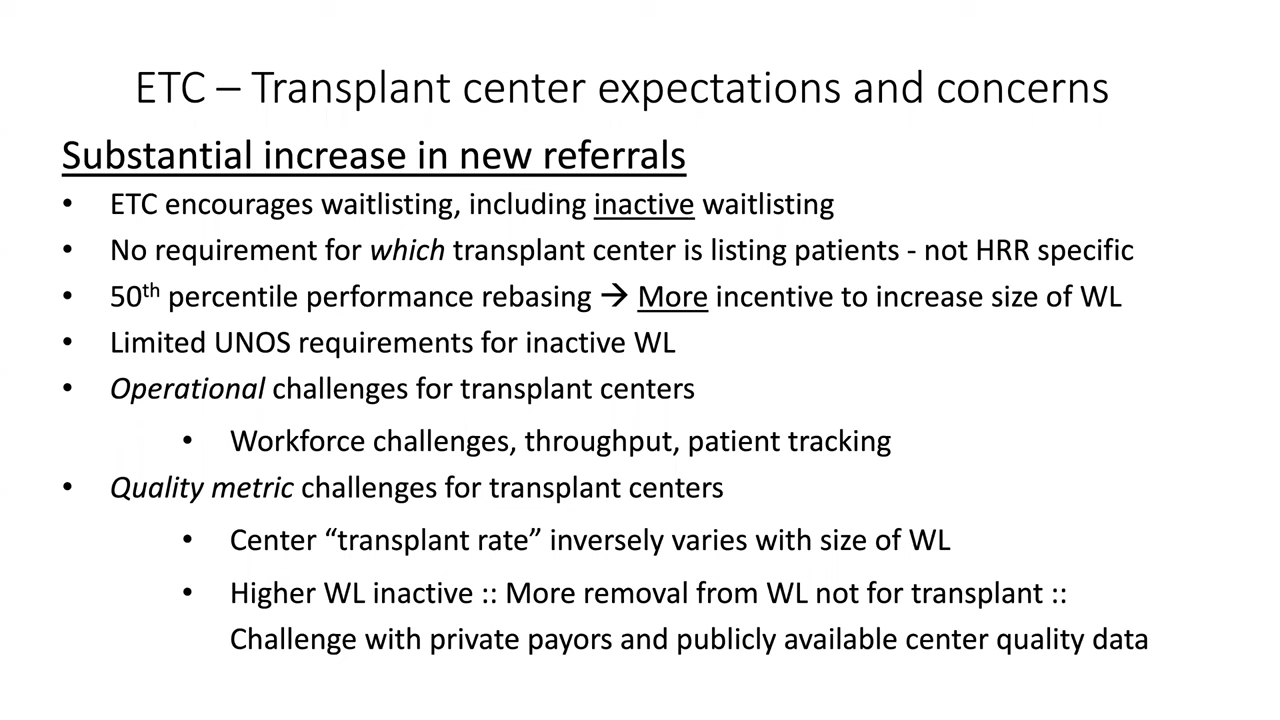 ETC – Transplant center expectations and concerns
Substantial increase in new referrals
• ETC encourages waitlisting, including inactive waitlisting
• No requirement for which transplant center is listing patients - not HRR specific
• 50th percentile performance rebasing → More incentive to increase size of WL
• Limited UNOS requirements for inactive WL
• Operational challenges for transplant centers
• Workforce challenges, throughput, patient tracking
• Quality metric challenges for transplant centers
• Center “transplant rate” inversely varies with size of WL
• Higher WL inactive :: More removal from WL not for transplant ::
Challenge with private payors and publicly available center quality data